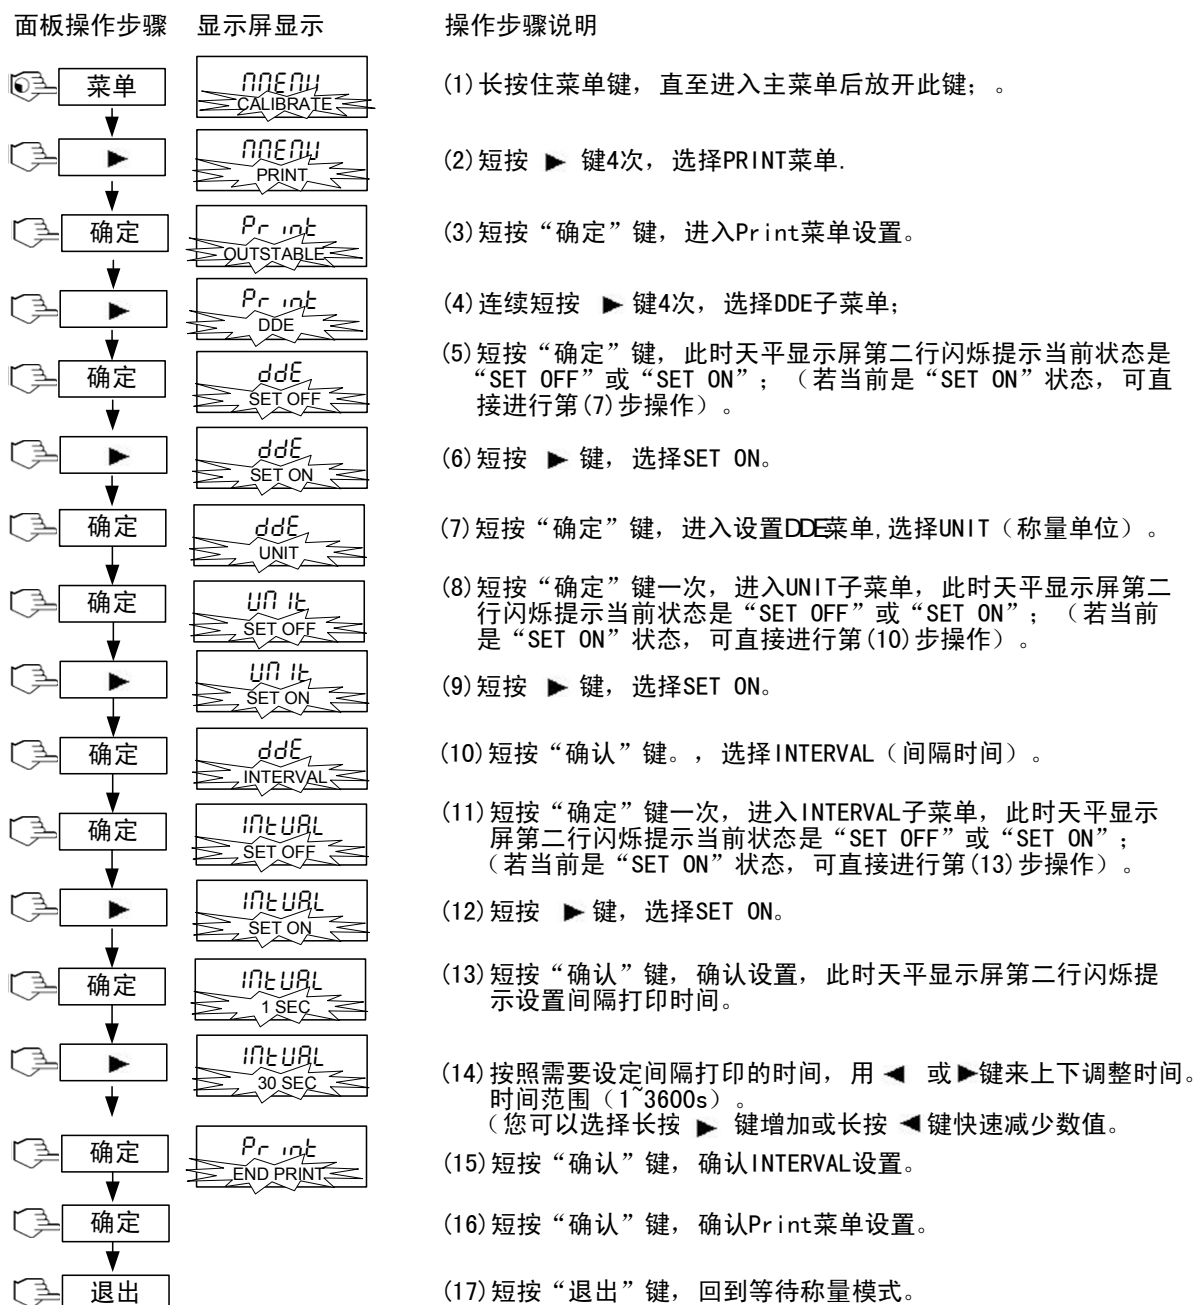 面板操作步骤 显示屏显示 操作步骤说明
菜单
MMENU
CALIBRATE
(1)长按住菜单键，直至进入主菜单后放开此键；。
►
MMENU
PRINT
(2)短按 ► 键4次，选择PRINT菜单.
确定
Print
OUTSTABLE
(3)短按“确定”键，进入Print菜单设置。
►
Print
DDE
(4)连续短按 ► 键4次，选择DDE子菜单；
确定
ddE
SET OFF
(5)短按“确定”键，此时天平显示屏第二行闪烁提示当前状态是
“SET OFF”或“SET ON”；（若当前是“SET ON”状态，可直
接进行第(7)步操作）。
►
ddE
SET ON
(6)短按 ► 键，选择SET ON。
确定
ddE
UNIT
(7)短按“确定”键，进入设置DDE菜单,选择UNIT（称量单位）。
确定
UNIt
SET OFF
(8)短按“确定”键一次，进入UNIT子菜单，此时天平显示屏第二
行闪烁提示当前状态是“SET OFF”或“SET ON”；（若当前
是“SET ON”状态，可直接进行第(10)步操作）。
►
UNIt
SET ON
(9)短按 ► 键，选择SET ON。
确定
ddE
INTERVAL
(10)短按“确认”键。，选择INTERVAL（间隔时间）。
确定
INtUAL
SET OFF
(11)短按“确定”键一次，进入INTERVAL子菜单，此时天平显示
屏第二行闪烁提示当前状态是“SET OFF”或“SET ON”；
（若当前是“SET ON”状态，可直接进行第(13)步操作）。
►
INtUAL
SET ON
(12)短按 ► 键，选择SET ON。
确定
INtUAL
1 SEC
(13)短按“确认”键，确认设置，此时天平显示屏第二行闪烁提
示设置间隔打印时间。
►
INtUAL
30 SEC
(14)按照需要设定间隔打印的时间，用 ◄ 或►键来上下调整时间。
时间范围（1~3600s）。
（您可以选择长按 ► 键增加或长按 ◄ 键快速减少数值。
确定
Print
END PRINT
(15)短按“确认”键，确认INTERVAL设置。
确定
(16)短按“确认”键，确认Print菜单设置。
退出
(17)短按“退出”键，回到等待称量模式。